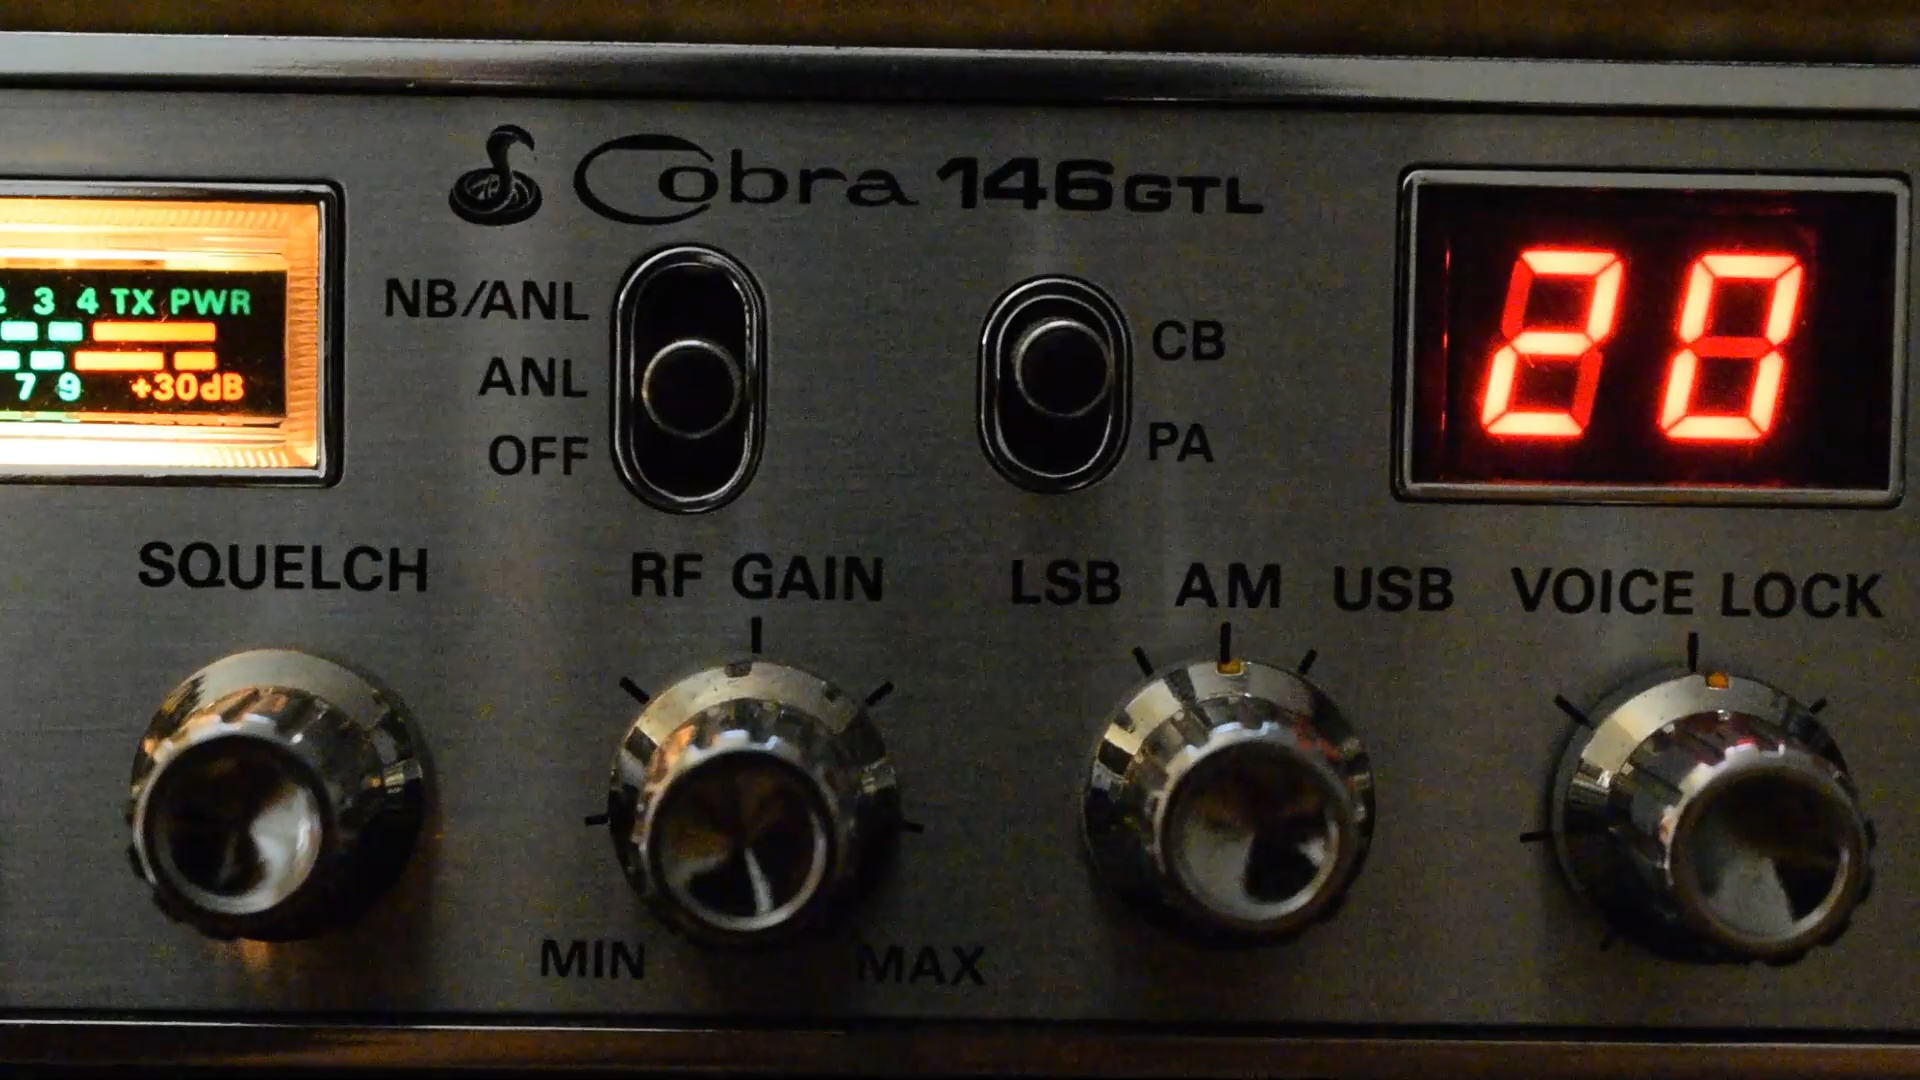 Cobra 146GTL
2 3 4 TX PWR
7 9 +30dB
NB/ANL
ANL
OFF
CB
PA
20
SQUELCH
RF GAIN
LSB AM USB
VOICE LOCK
MIN MAX